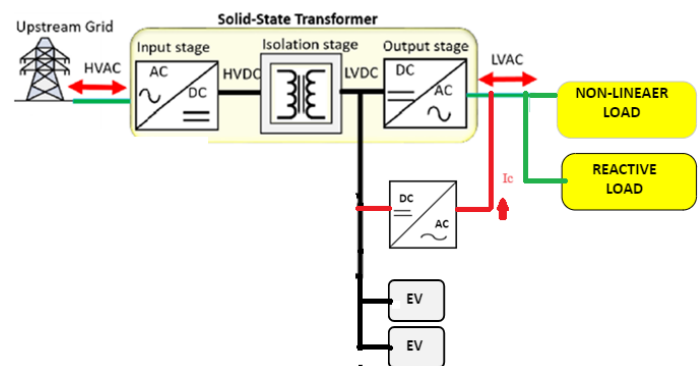 Solid-State Transformer
Upstream Grid
Input stage
Isolation stage
Output stage
HVAC
AC
DC
HVDC
LVDC
DC
AC
LVAC
NON-LINEAER
LOAD
REACTIVE
LOAD
Ic
DC
AC
EV
EV